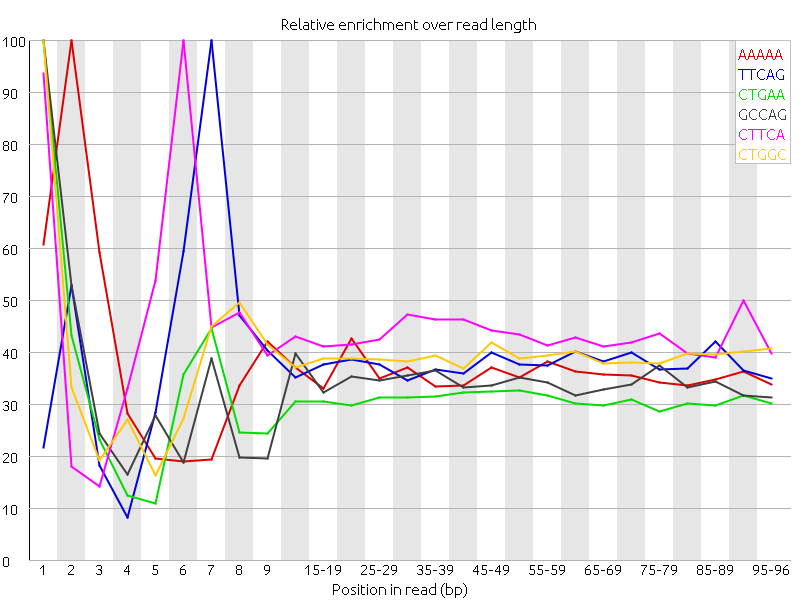 Relative enrichment over read length
100
90
80
70
60
50
40
30
20
10
0
AAAAA
TTCAG
CTGAA
GCCAG
CTTCA
CTGGC
1 2 3 4 5 6 7 8 9 15-19 25-29 35-39 45-49 55-59 65-69 75-79 85-89 95-96
Position in read (bp)